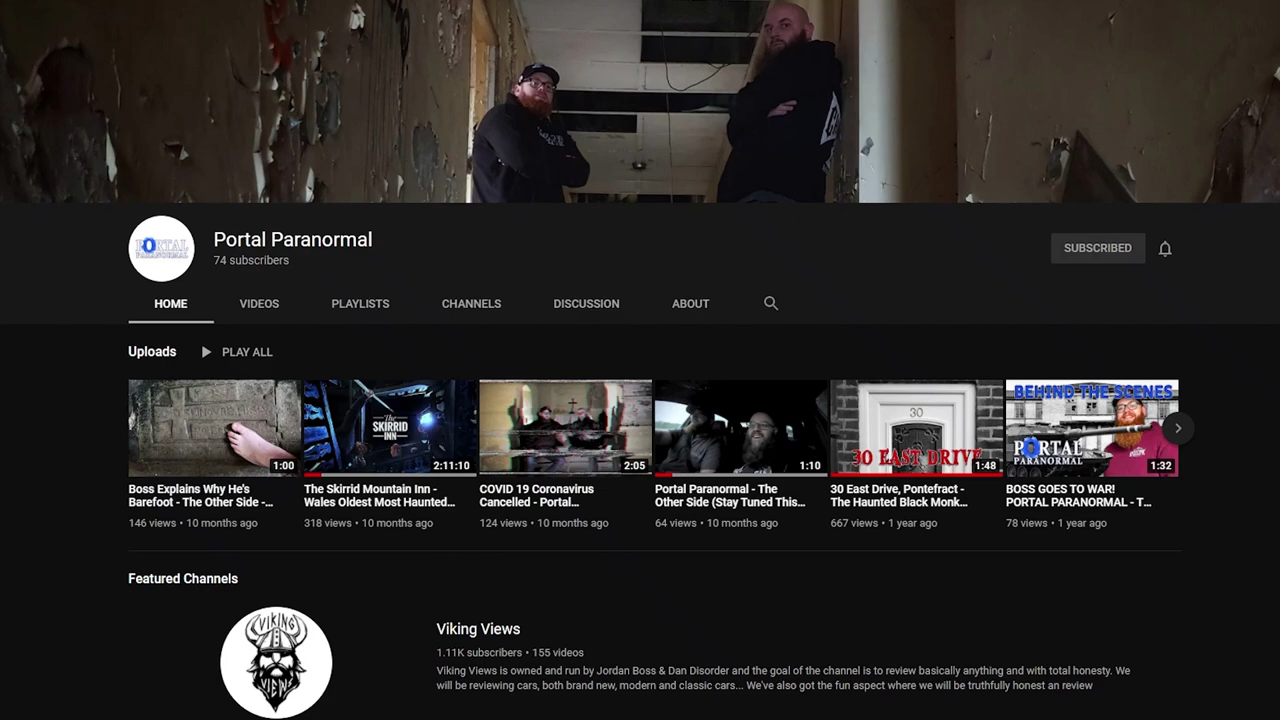 PORTAL
PARANORMAL
Portal Paranormal
74 subscribers
SUBSCRIBED
HOME
VIDEOS
PLAYLISTS
CHANNELS
DISCUSSION
ABOUT
Uploads
PLAY ALL
1:00
Boss Explains Why He's
Barefoot - The Other Side -...
146 views • 10 months ago
The
SKIRRID
INN
2:11:10
The Skirrid Mountain Inn -
Wales Oldest Most Haunted...
318 views • 10 months ago
2:05
COVID 19 Coronavirus
Cancelled - Portal...
124 views • 10 months ago
1:10
Portal Paranormal - The
Other Side (Stay Tuned This...
64 views • 10 months ago
30
30 EAST DRIVE
1:48
30 East Drive, Pontefract -
The Haunted Black Monk...
667 views • 1 year ago
BEHIND THE SCENES
PORTAL
PARANORMAL
1:32
BOSS GOES TO WAR!
PORTAL PARANORMAL - T...
78 views • 1 year ago
Featured Channels
VIKING
VIEWS
Viking Views
1.11K subscribers • 155 videos
Viking Views is owned and run by Jordan Boss & Dan Disorder and the goal of the channel is to review basically anything and with total honesty. We
will be reviewing cars, both brand new, modern and classic cars... We've also got the fun aspect where we will be truthfully honest an review